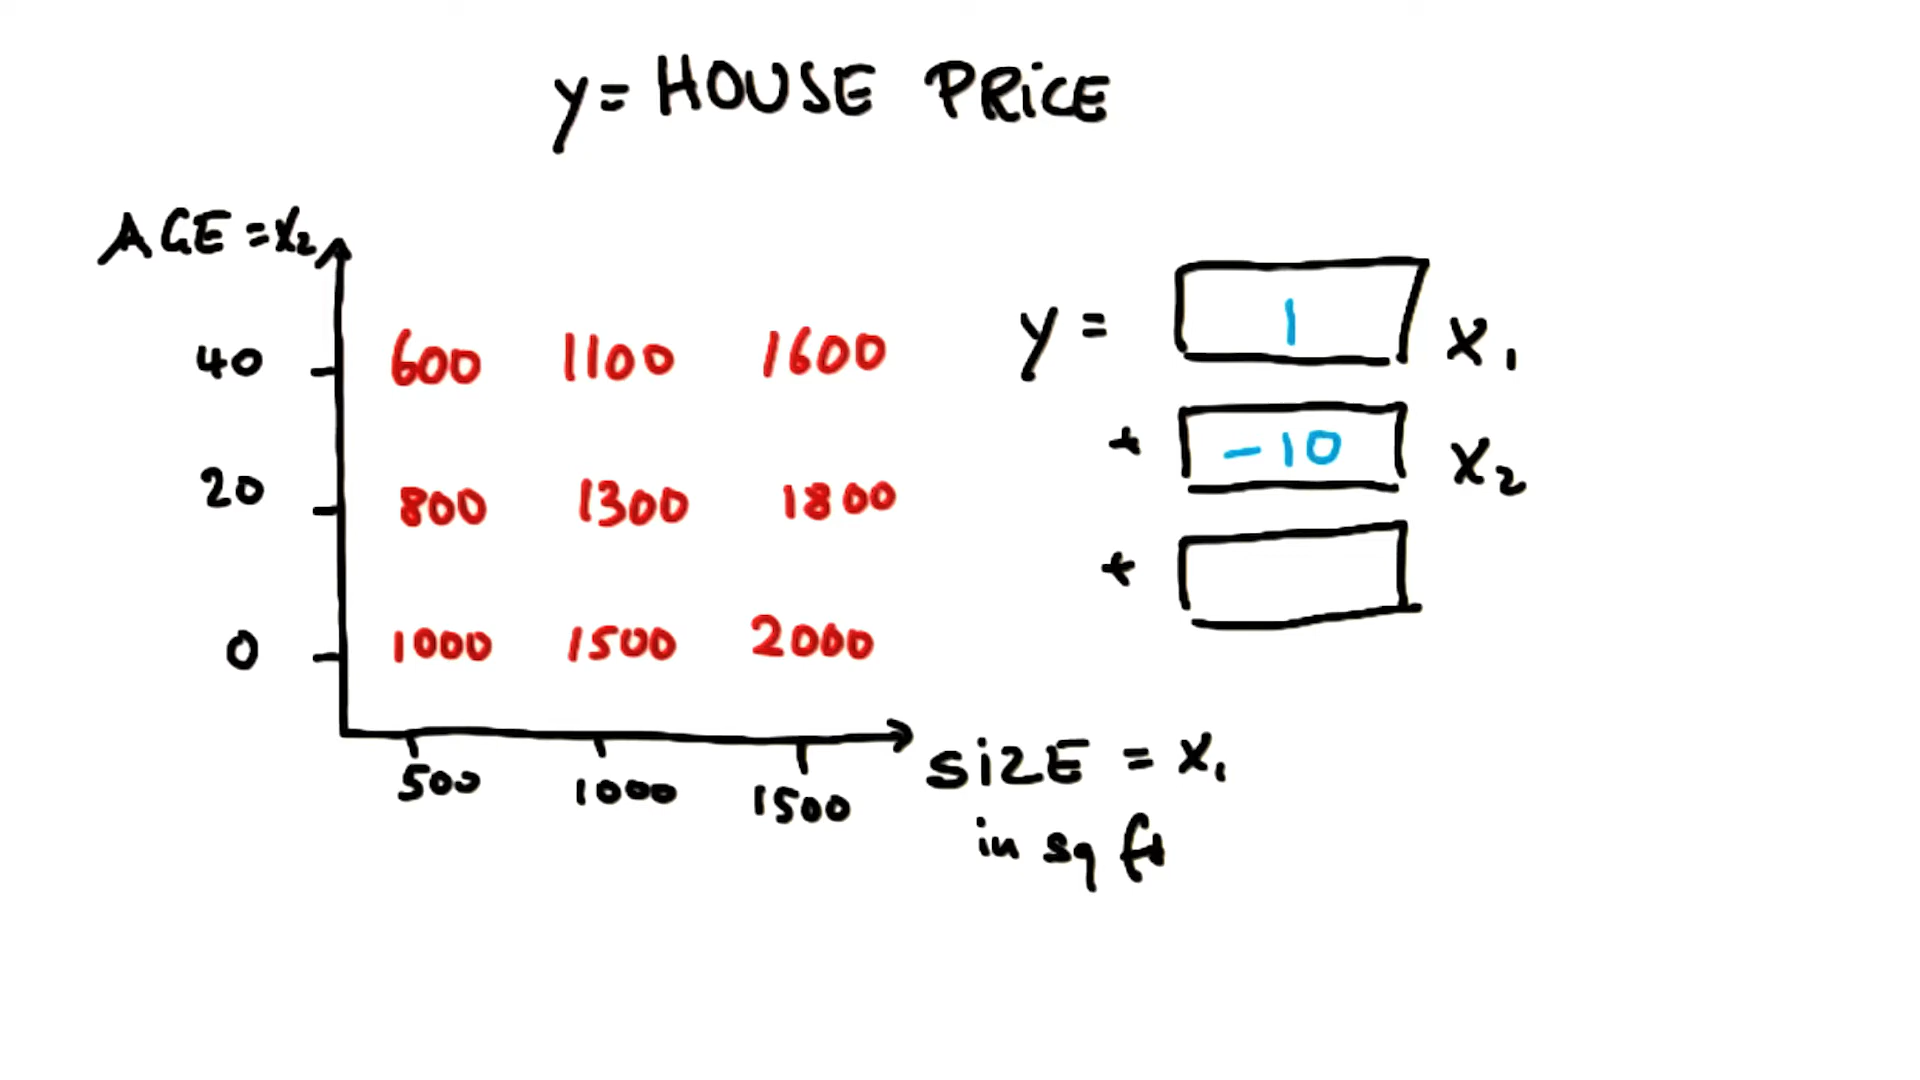 y = HOUSE PRiCE
AGE = x₂
40 600 1100 1600
20 800 1300 1800
0 1000 1500 2000
500 1000 1500
SiZE = x₁
in sq ft
y = 1 x₁
+ -10 x₂
+